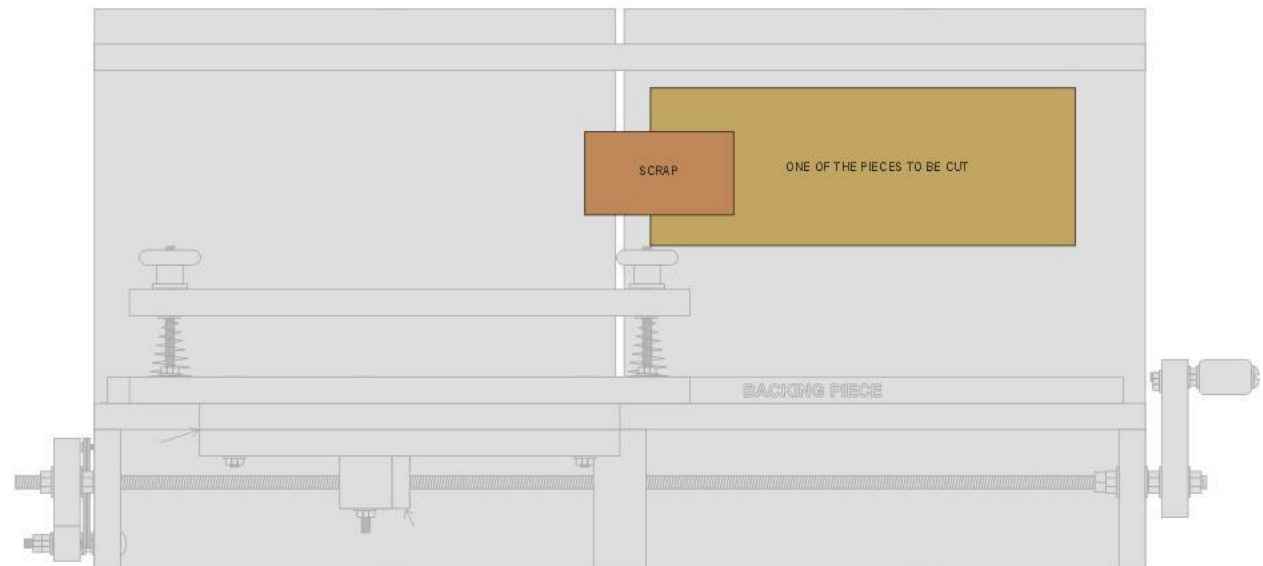 SCRAP
ONE OF THE PIECES TO BE CUT
BACKING PIECE